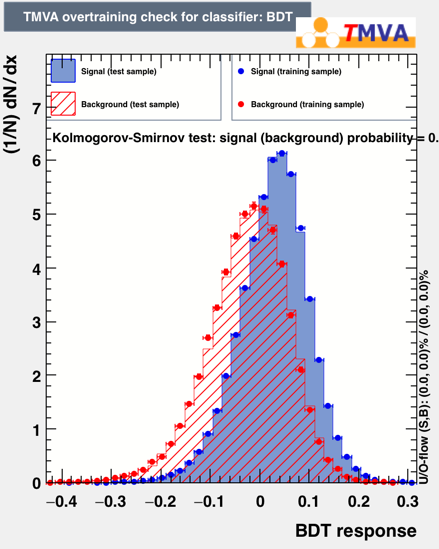 TMVA overtraining check for classifier: BDT
TMVA
Signal (test sample)
Signal (training sample)
Background (test sample)
Background (training sample)
Kolmogorov-Smirnov test: signal (background) probability = 0.
(1/N) dN/dx
7
6
5
4
3
2
1
0
−0.4 −0.3 −0.2 −0.1 0 0.1 0.2 0.3
BDT response
U/O-flow (S,B): (0.0, 0.0)% / (0.0, 0.0)%